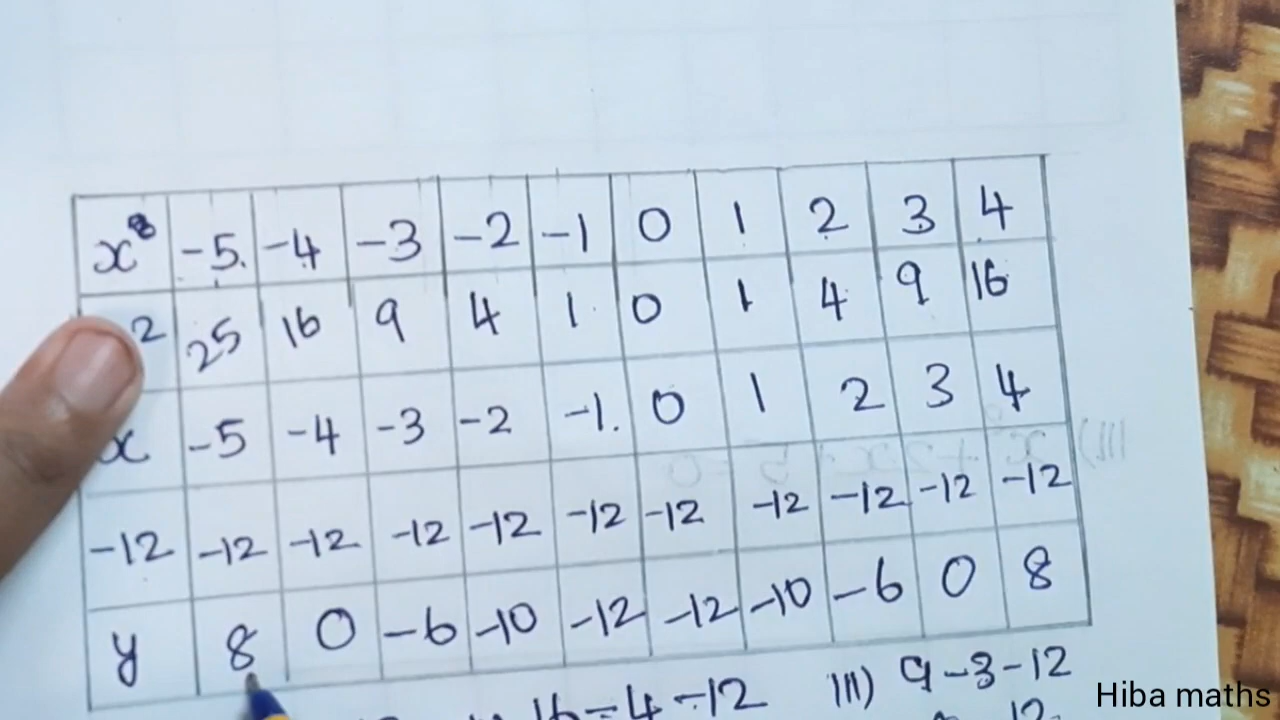 x -5 -4 -3 -2 -1 0 1 2 3 4
2 25 16 9 4 1 0 1 4 9 16
x -5 -4 -3 -2 -1. 0 1 2 3 4
-12 -12 -12 -12 -12 -12 -12 -12 -12 -12 -12
y 8 0 -6 -10 -12 -12 -10 -6 0 8
16-4-12 III) 9-3-12
12
Hiba maths